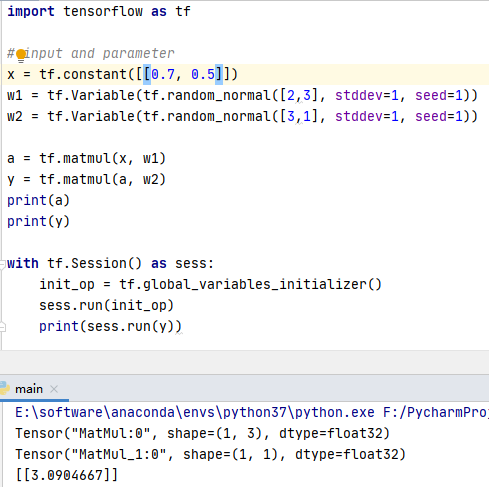 import tensorflow as tf
# input and parameter
x = tf.constant([[0.7, 0.5]])
w1 = tf.Variable(tf.random_normal([2,3], stddev=1, seed=1))
w2 = tf.Variable(tf.random_normal([3,1], stddev=1, seed=1))
a = tf.matmul(x, w1)
y = tf.matmul(a, w2)
print(a)
print(y)
with tf.Session() as sess:
    init_op = tf.global_variables_initializer()
    sess.run(init_op)
    print(sess.run(y))
main ×
E:\software\anaconda\envs\python37\python.exe F:/PycharmProj
Tensor("MatMul:0", shape=(1, 3), dtype=float32)
Tensor("MatMul_1:0", shape=(1, 1), dtype=float32)
[[3.0904667]]